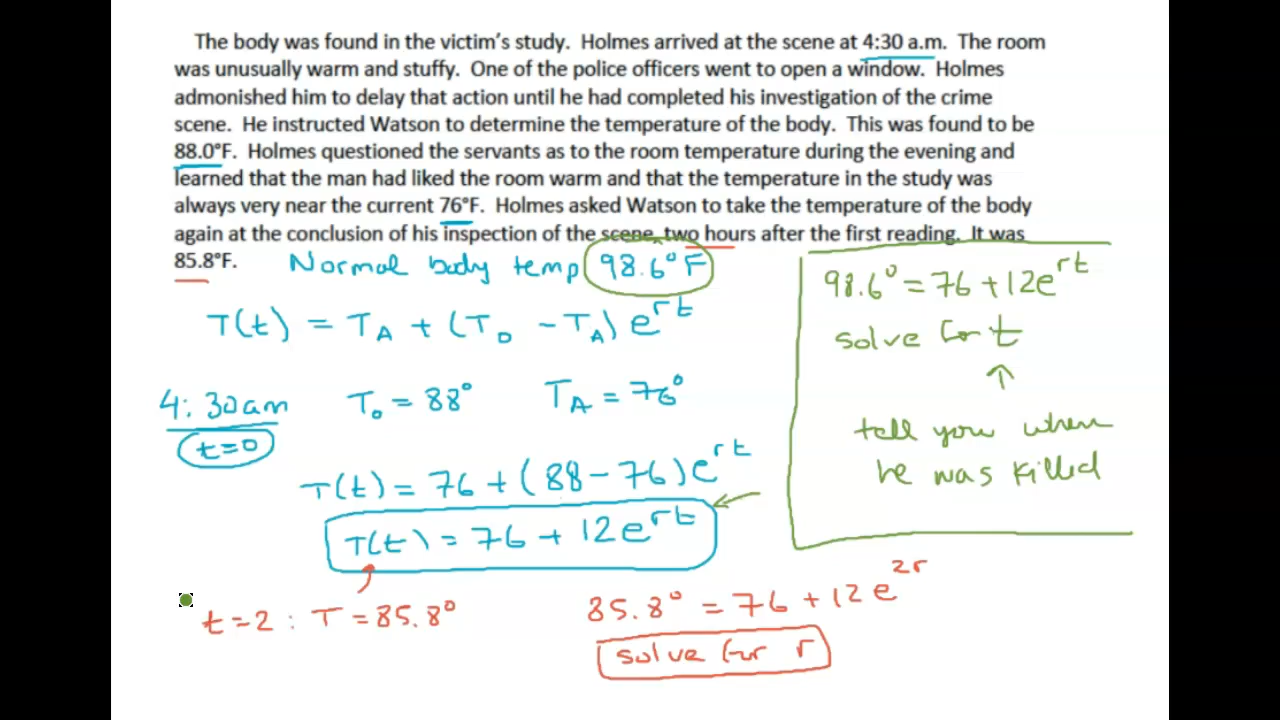 The body was found in the victim's study. Holmes arrived at the scene at 4:30 a.m. The room
was unusually warm and stuffy. One of the police officers went to open a window. Holmes
admonished him to delay that action until he had completed his investigation of the crime
scene. He instructed Watson to determine the temperature of the body. This was found to be
88.0°F. Holmes questioned the servants as to the room temperature during the evening and
learned that the man had liked the room warm and that the temperature in the study was
always very near the current 76°F. Holmes asked Watson to take the temperature of the body
again at the conclusion of his inspection of the scene, two hours after the first reading. It was
85.8°F.
Normal body temp 98.6°F
T(t) = T_A + (T_0 - T_A) e^{rt}
4:30am T_0 = 88° T_A = 76°
t=0
T(t) = 76 + (88-76) e^{rt}
T(t) = 76 + 12e^{rt}
t=2 : T = 85.8°
85.8° = 76 + 12e^{2r}
solve for r
98.6° = 76 + 12e^{rt}
solve for t
↑
tell you when
he was killed